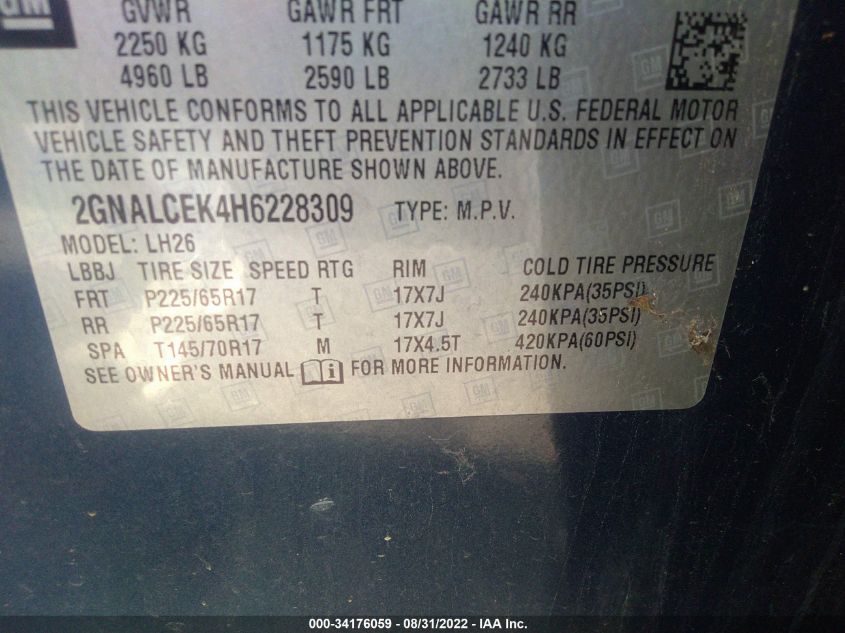 GM
GVWR GAWR FRT GAWR RR
2250 KG 1175 KG 1240 KG
4960 LB 2590 LB 2733 LB
THIS VEHICLE CONFORMS TO ALL APPLICABLE U.S. FEDERAL MOTOR
VEHICLE SAFETY AND THEFT PREVENTION STANDARDS IN EFFECT ON
THE DATE OF MANUFACTURE SHOWN ABOVE.
2GNALCEK4H6228309 TYPE: M.P.V.
MODEL: LH26
LBBJ TIRE SIZE SPEED RTG RIM COLD TIRE PRESSURE
FRT P225/65R17 T 17X7J 240KPA(35PSI)
RR P225/65R17 T 17X7J 240KPA(35PSI)
SPA T145/70R17 M 17X4.5T 420KPA(60PSI)
SEE OWNER'S MANUAL i FOR MORE INFORMATION.
000-34176059 - 08/31/2022 - IAA Inc.